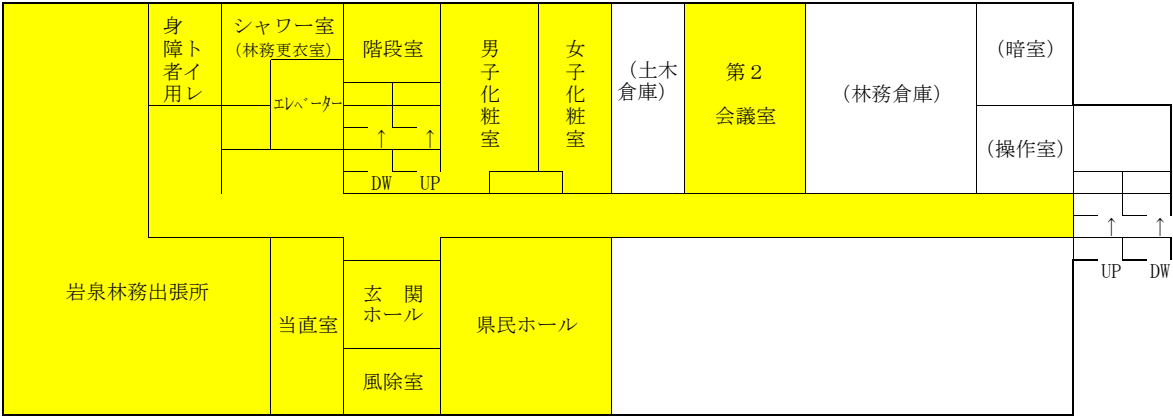 身障者用
トイレ
シャワー室
（林務更衣室）
エレベーター
階段室
↑ ↑
DW UP
男子化粧室
女子化粧室
（土木
倉庫）
第２
会議室
（林務倉庫）
（暗室）
（操作室）
↑ ↑
UP DW
岩泉林務出張所
当直室
玄　関
ホール
風除室
県民ホール